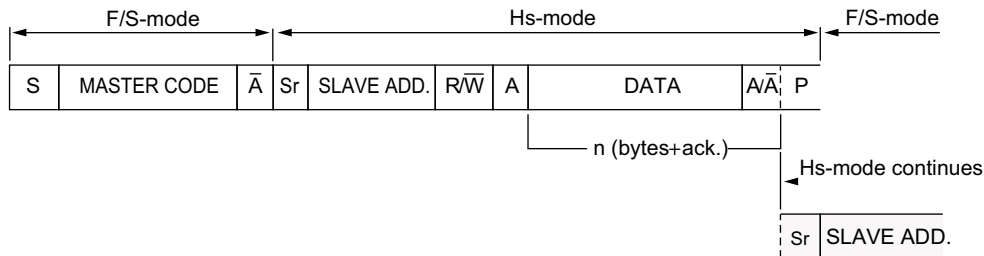 F/S-mode Hs-mode F/S-mode
S MASTER CODE A̅ Sr SLAVE ADD. R/W̅ A DATA A/A̅ P
n (bytes+ack.)
Hs-mode continues
Sr SLAVE ADD.